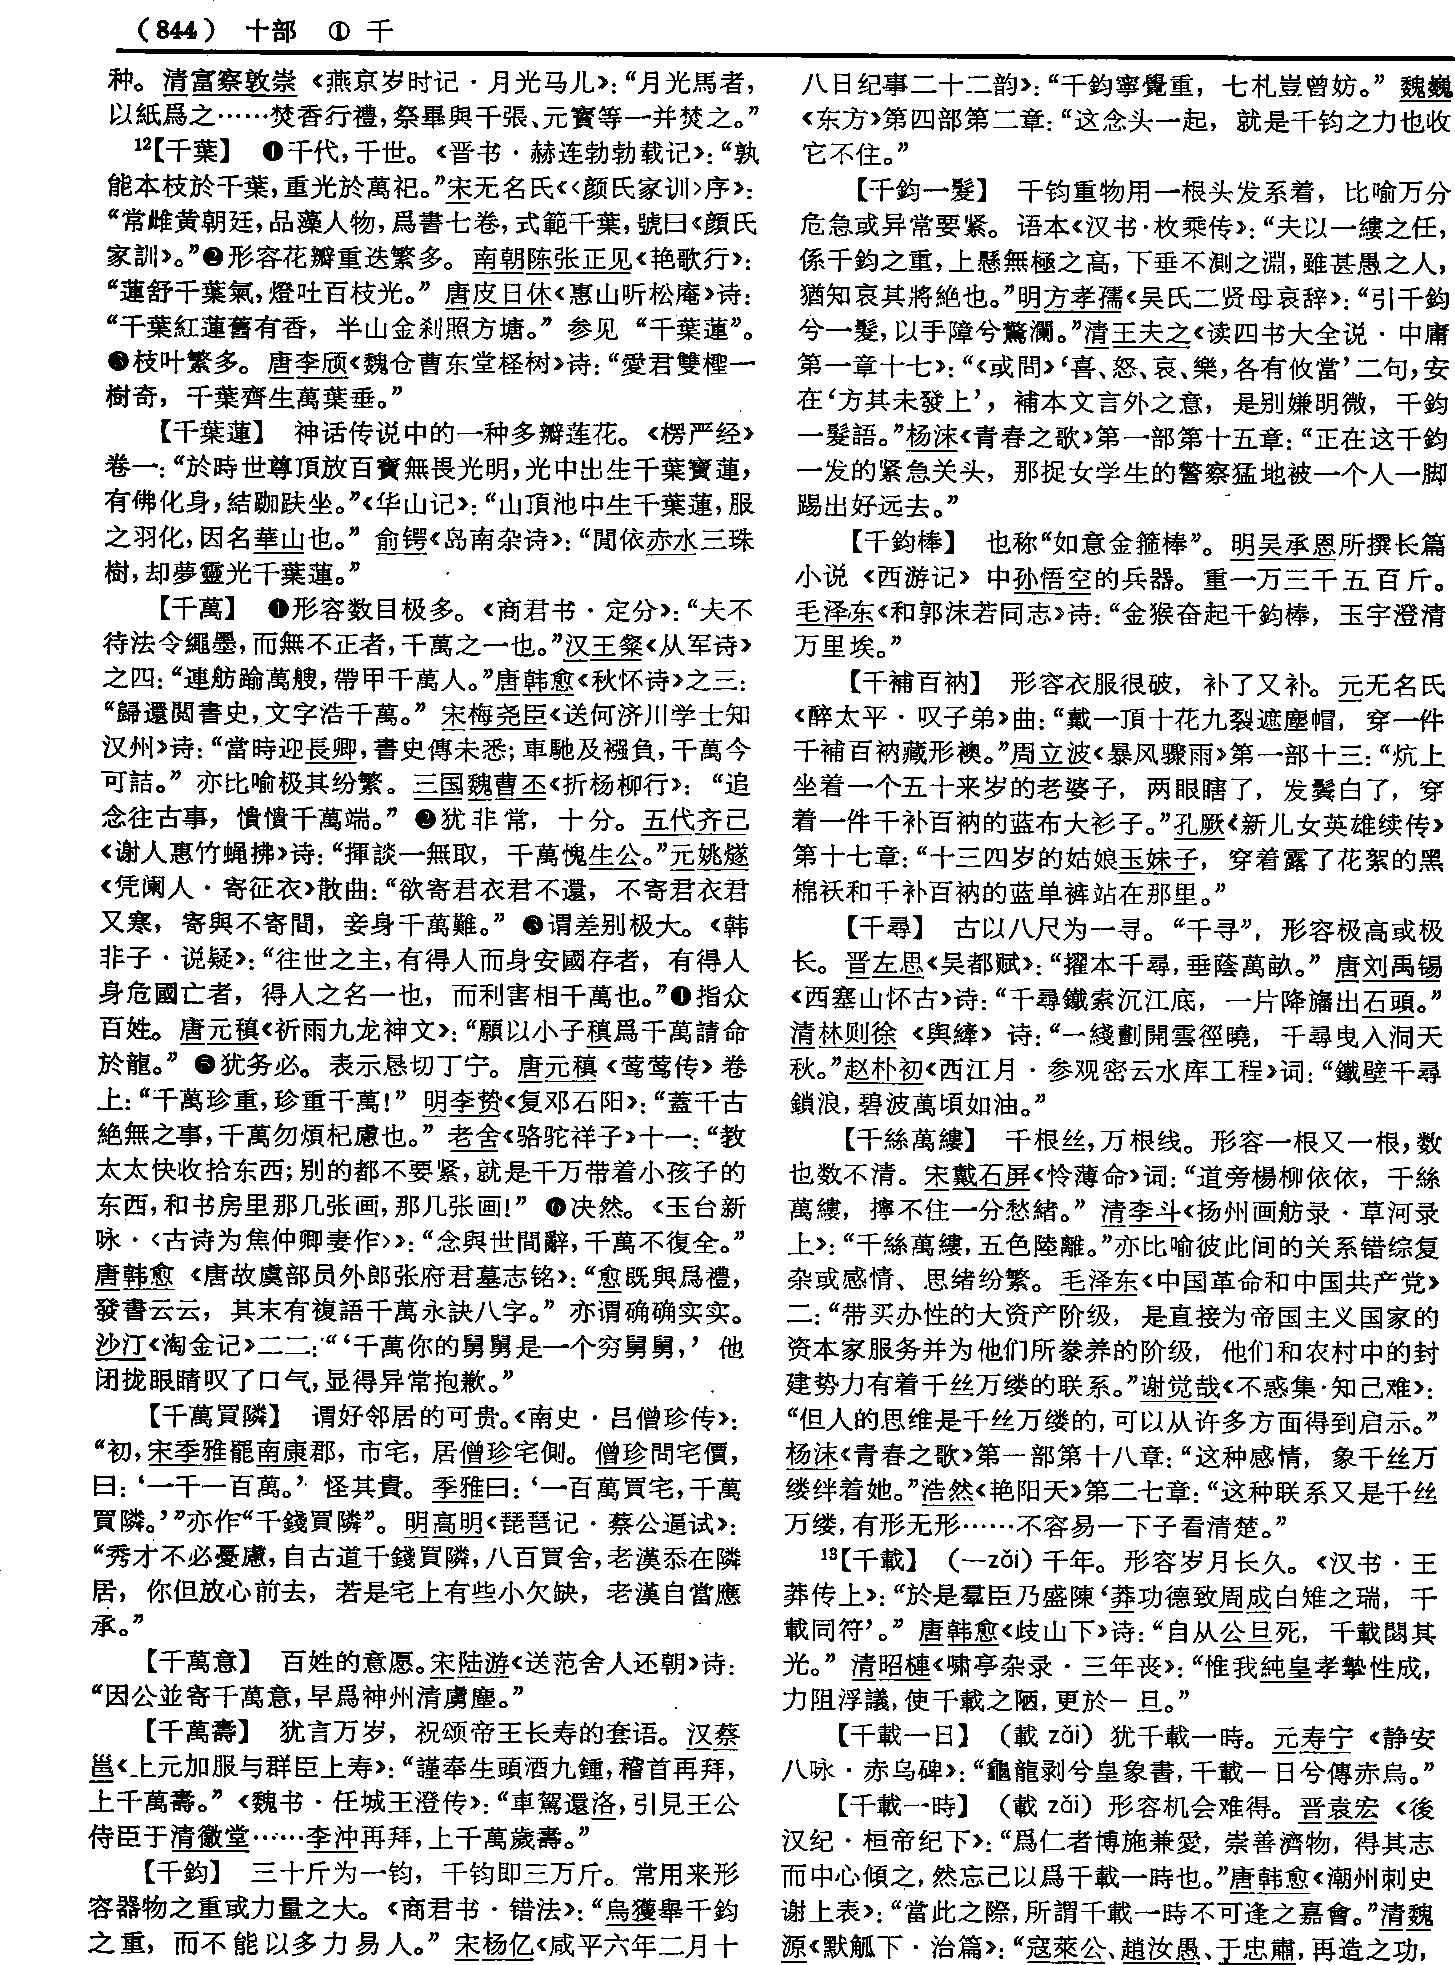 （844） 十部 ① 千
种。清富察敦崇《燕京岁时记·月光马儿》：“月光馬者，
以紙爲之……焚香行禮，祭畢與千張、元寳等一并焚之。”
12【千葉】 ❶千代，千世。《晋书·赫连勃勃载记》：“孰
能本枝於千葉，重光於萬祀。”宋无名氏《〈颜氏家训〉序》：
“常雌黄朝廷，品藻人物，爲書七卷，式範千葉，號曰《顔氏
家訓》。”❷形容花瓣重迭繁多。南朝陈张正见《艳歌行》：
“蓮舒千葉氣，燈吐百枝光。”唐皮日休《惠山听松庵》诗：
“千葉紅蓮舊有香，半山金刹照方塘。”参见“千葉蓮”。
❸枝叶繁多。唐李颀《魏仓曹东堂柽树》诗：“愛君雙檉一
樹奇，千葉齊生萬葉垂。”
【千葉蓮】 神话传说中的一种多瓣莲花。《楞严经》
卷一：“於時世尊頂放百寳無畏光明，光中出生千葉寳蓮，
有佛化身，結跏趺坐。”《华山记》：“山頂池中生千葉蓮，服
之羽化，因名華山也。”俞锷《岛南杂诗》：“閒依赤水三珠
樹，却夢靈光千葉蓮。”
【千萬】 ❶形容数目极多。《商君书·定分》：“夫不
待法令繩墨，而無不正者，千萬之一也。”汉王粲《从军诗》
之四：“連舫踰萬艘，帶甲千萬人。”唐韩愈《秋怀诗》之三：
“歸還閲書史，文字浩千萬。”宋梅尧臣《送何济川学士知
汉州》诗：“當時迎長卿，書史傳未悉；車馳及襁負，千萬今
可詰。”亦比喻极其纷繁。三国魏曹丕《折杨柳行》：“追
念往古事，憒憒千萬端。”❷犹非常，十分。五代齐己
《谢人惠竹蝇拂》诗：“揮談一無取，千萬愧生公。”元姚燧
《凭阑人·寄征衣》散曲：“欲寄君衣君不還，不寄君衣君
又寒，寄與不寄間，妾身千萬難。”❸谓差别极大。《韩
非子·说疑》：“往世之主，有得人而身安國存者，有得人
身危國亡者，得人之名一也，而利害相千萬也。”❹指众
百姓。唐元稹《祈雨九龙神文》：“願以小子稹爲千萬請命
於龍。”❺犹务必。表示恳切丁宁。唐元稹《莺莺传》卷
上：“千萬珍重，珍重千萬！”明李贽《复邓石阳》：“蓋千古
絶無之事，千萬勿煩杞慮也。”老舍《骆驼祥子》十一：“教
太太快收拾东西；别的都不要紧，就是千万带着小孩子的
东西，和书房里那几张画，那几张画！”❻决然。《玉台新
咏·〈古诗为焦仲卿妻作〉》：“念與世間辭，千萬不復全。”
唐韩愈《唐故虞部员外郎张府君墓志铭》：“愈既與爲禮，
發書云云，其末有複語千萬永訣八字。”亦谓确确实实。
沙汀《淘金记》二二：“‘千萬你的舅舅是一个穷舅舅，’他
闭拢眼睛叹了口气，显得异常抱歉。”
【千萬買隣】 谓好邻居的可贵。《南史·吕僧珍传》：
“初，宋季雅罷南康郡，市宅，居僧珍宅側。僧珍問宅價，
曰：‘一千一百萬。’怪其貴。季雅曰：‘一百萬買宅，千萬
買隣。’”亦作“千錢買隣”。明高明《琵琶记·蔡公逼试》：
“秀才不必憂慮，自古道千錢買隣，八百買舍，老漢忝在隣
居，你但放心前去，若是宅上有些小欠缺，老漢自當應
承。”
【千萬意】 百姓的意愿。宋陆游《送范舍人还朝》诗：
“因公並寄千萬意，早爲神州清虜塵。”
【千萬壽】 犹言万岁，祝颂帝王长寿的套语。汉蔡
邕《上元加服与群臣上寿》：“謹奉生頭酒九鍾，稽首再拜，
上千萬壽。”《魏书·任城王澄传》：“車駕還洛，引見王公
侍臣于清徽堂……李沖再拜，上千萬歲壽。”
【千鈞】 三十斤为一钧，千钧即三万斤。常用来形
容器物之重或力量之大。《商君书·错法》：“烏獲舉千鈞
之重，而不能以多力易人。”宋杨亿《咸平六年二月十
八日纪事二十二韵》：“千鈞寧覺重，七札豈曾妨。”魏巍
《东方》第四部第二章：“这念头一起，就是千钧之力也收
它不住。”
【千鈞一髮】 千钧重物用一根头发系着，比喻万分
危急或异常要紧。语本《汉书·枚乘传》：“夫以一縷之任，
係千鈞之重，上懸無極之高，下垂不測之淵，雖甚愚之人，
猶知哀其將絶也。”明方孝孺《吴氏二贤母哀辞》：“引千鈞
兮一髮，以手障兮驚瀾。”清王夫之《读四书大全说·中庸
第一章十七》：“《或問》‘喜、怒、哀、樂，各有攸當’二句，安
在‘方其未發上’，補本文言外之意，是别嫌明微，千鈞
一髮語。”杨沫《青春之歌》第一部第十五章：“正在这千鈞
一发的紧急关头，那捉女学生的警察猛地被一个人一脚
踢出好远去。”
【千鈞棒】 也称“如意金箍棒”。明吴承恩所撰长篇
小说《西游记》中孙悟空的兵器。重一万三千五百斤。
毛泽东《和郭沫若同志》诗：“金猴奋起千鈞棒，玉宇澄清
万里埃。”
【千補百衲】 形容衣服很破，补了又补。元无名氏
《醉太平·叹子弟》曲：“戴一頂十花九裂遮塵帽，穿一件
千補百衲藏形襖。”周立波《暴风骤雨》第一部十三：“炕上
坐着一个五十来岁的老婆子，两眼瞎了，发鬓白了，穿
着一件千补百衲的蓝布大衫子。”孔厥《新儿女英雄续传》
第十七章：“十三四岁的姑娘玉妹子，穿着露了花絮的黑
棉袄和千补百衲的蓝单裤站在那里。”
【千尋】 古以八尺为一寻。“千寻”，形容极高或极
长。晋左思《吴都赋》：“擢本千尋，垂蔭萬畝。”唐刘禹锡
《西塞山怀古》诗：“千尋鐵索沉江底，一片降旛出石頭。”
清林则徐《舆纤》诗：“一綫劃開雲徑曉，千尋曳入洞天
秋。”赵朴初《西江月·参观密云水库工程》词：“鐵壁千尋
鎖浪，碧波萬頃如油。”
【千絲萬縷】 千根丝，万根线。形容一根又一根，数
也数不清。宋戴石屏《怜薄命》词：“道旁楊柳依依，千絲
萬縷，擰不住一分愁緒。”清李斗《扬州画舫录·草河录
上》：“千絲萬縷，五色陸離。”亦比喻彼此间的关系错综复
杂或感情、思绪纷繁。毛泽东《中国革命和中国共产党》
二：“带买办性的大资产阶级，是直接为帝国主义国家的
资本家服务并为他们所豢养的阶级，他们和农村中的封
建势力有着千丝万缕的联系。”谢觉哉《不惑集·知己难》：
“但人的思维是千丝万缕的，可以从许多方面得到启示。”
杨沫《青春之歌》第一部第十八章：“这种感情，象千丝万
缕绊着她。”浩然《艳阳天》第二七章：“这种联系又是千丝
万缕，有形无形……不容易一下子看清楚。”
13【千載】 （—zǎi）千年。形容岁月长久。《汉书·王
莽传上》：“於是羣臣乃盛陳‘莽功德致周成白雉之瑞，千
載同符’。”唐韩愈《歧山下》诗：“自从公旦死，千載閟其
光。”清昭槤《啸亭杂录·三年丧》：“惟我純皇孝摯性成，
力阻浮議，使千載之陋，更於一旦。”
【千載一日】 （載 zǎi）犹千載一時。元寿宁《静安
八咏·赤乌碑》：“龜龍剥兮皇象書，千載一日兮傳赤烏。”
【千載一時】 （載 zǎi）形容机会难得。晋袁宏《後
汉纪·桓帝纪下》：“爲仁者博施兼愛，崇善濟物，得其志
而中心傾之，然忘己以爲千載一時也。”唐韩愈《潮州刺史
谢上表》：“當此之際，所謂千載一時不可逢之嘉會。”清魏
源《默觚下·治篇》：“寇萊公、趙汝愚、于忠肅，再造之功，